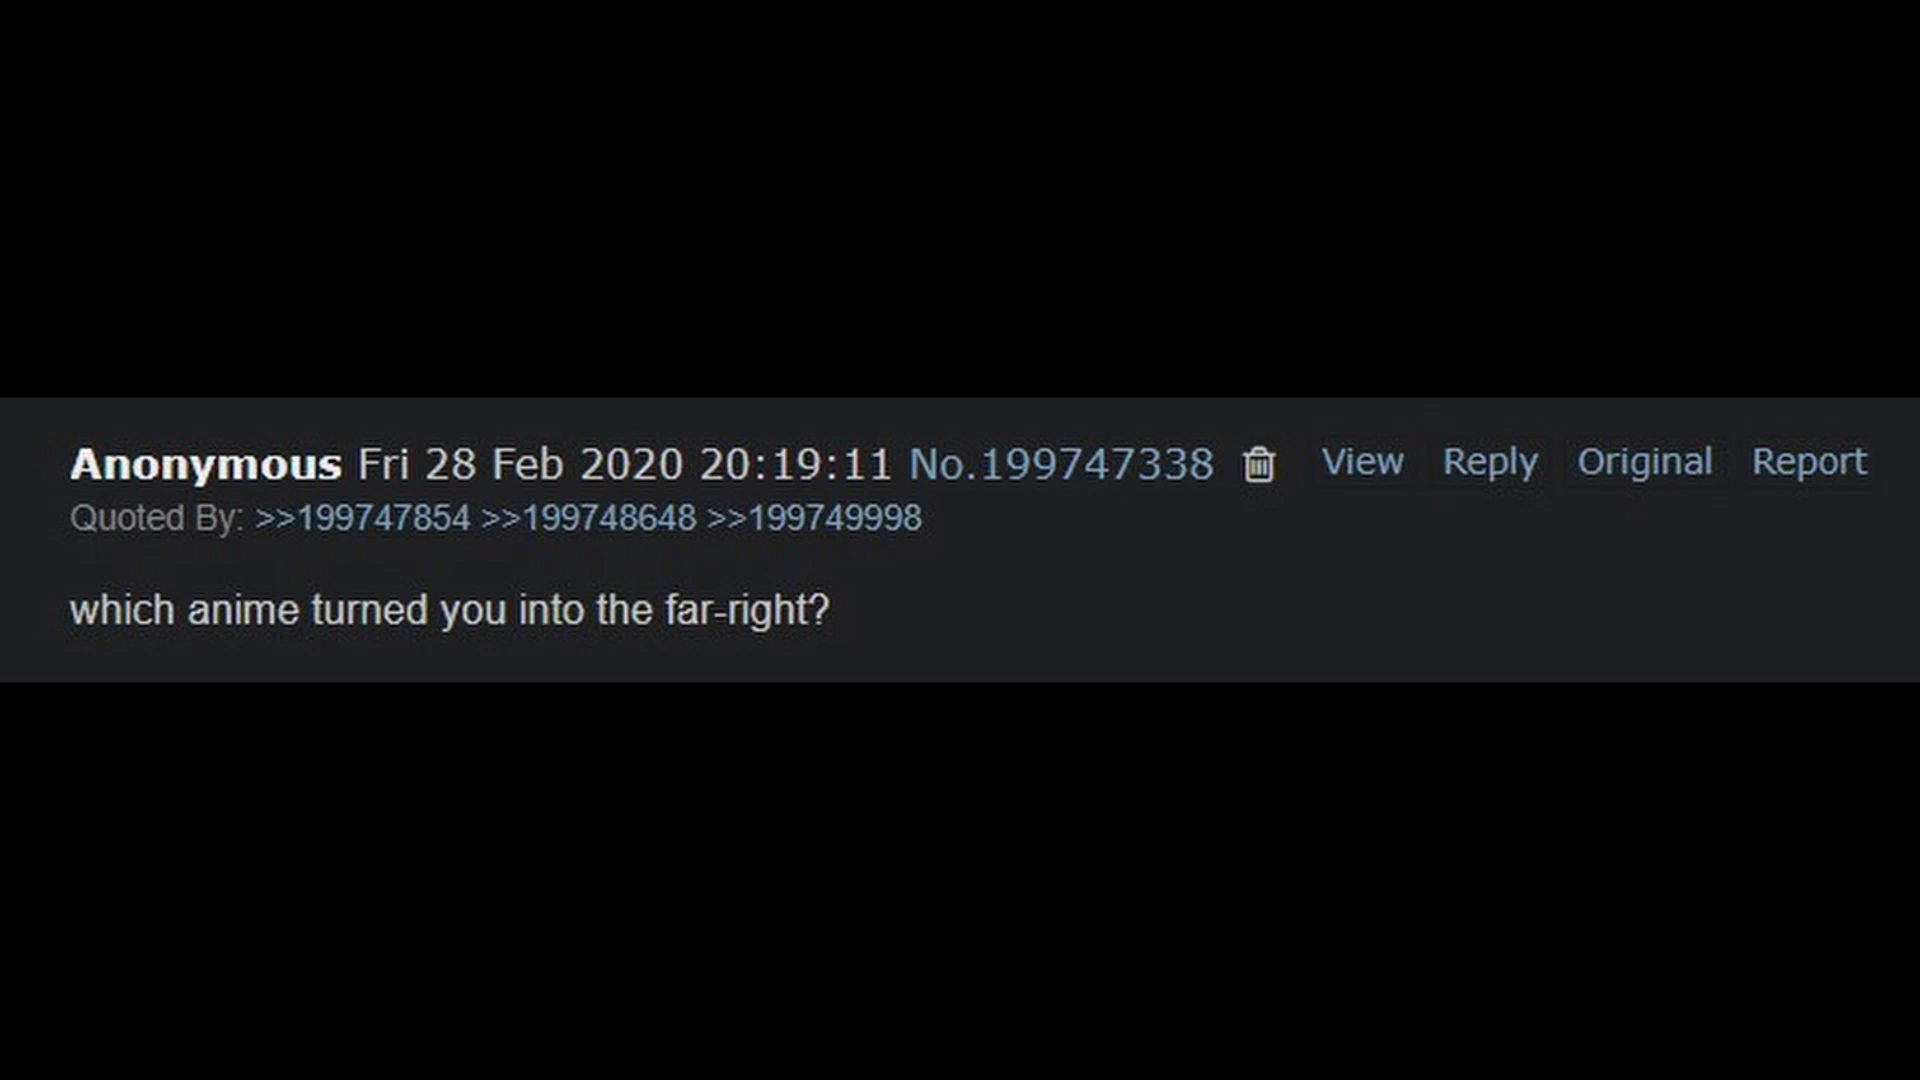 Anonymous Fri 28 Feb 2020 20:19:11 No.199747338 View Reply Original Report
Quoted By: >>199747854 >>199748648 >>199749998
which anime turned you into the far-right?